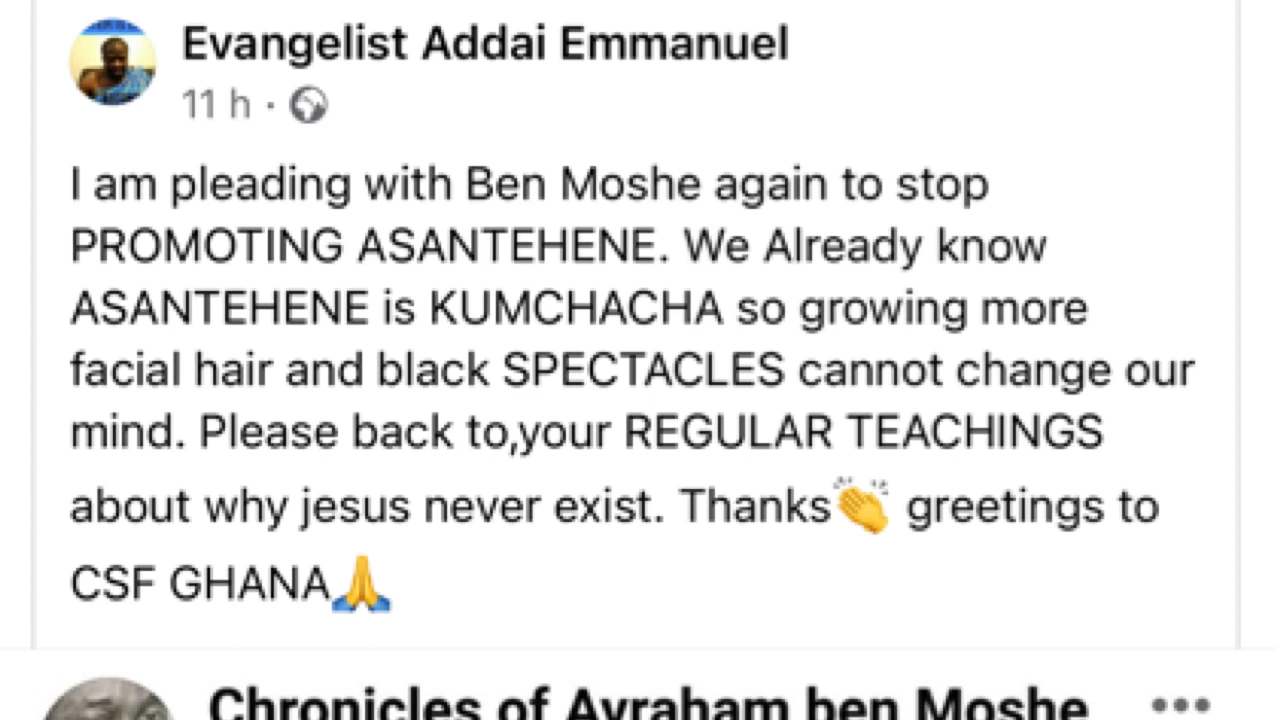 Evangelist Addai Emmanuel
11 h ·
I am pleading with Ben Moshe again to stop
PROMOTING ASANTEHENE. We Already know
ASANTEHENE is KUMCHACHA so growing more
facial hair and black SPECTACLES cannot change our
mind. Please back to,your REGULAR TEACHINGS
about why jesus never exist. Thanks👏 greetings to
CSF GHANA🙏
Chronicles of Avraham ben Moshe